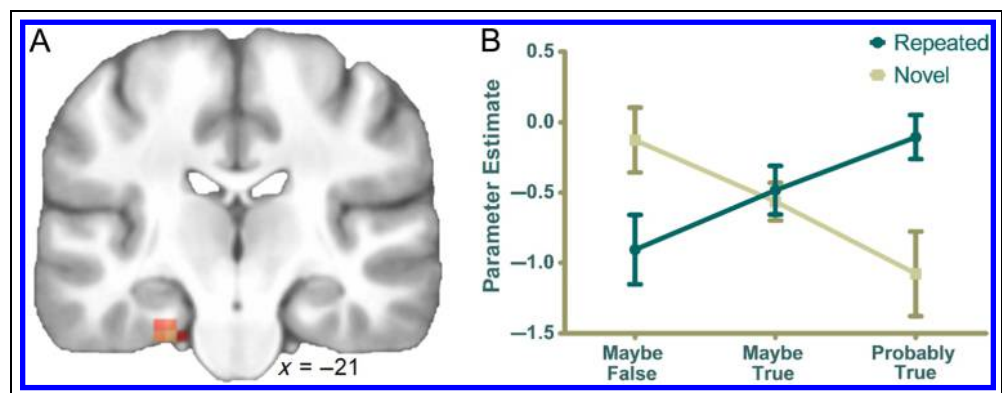 A
x = –21
B
Repeated
Novel
Parameter Estimate
0.5
0.0
–0.5
–1.0
–1.5
Maybe
False
Maybe
True
Probably
True